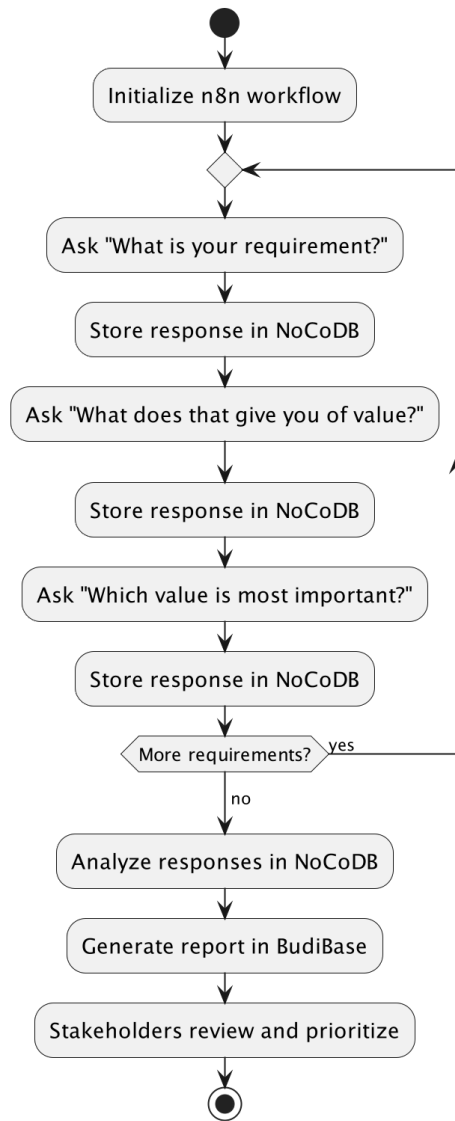 Initialize n8n workflow
Ask "What is your requirement?"
Store response in NoCoDB
Ask "What does that give you of value?"
Store response in NoCoDB
Ask "Which value is most important?"
Store response in NoCoDB
More requirements?
yes
no
Analyze responses in NoCoDB
Generate report in BudiBase
Stakeholders review and prioritize